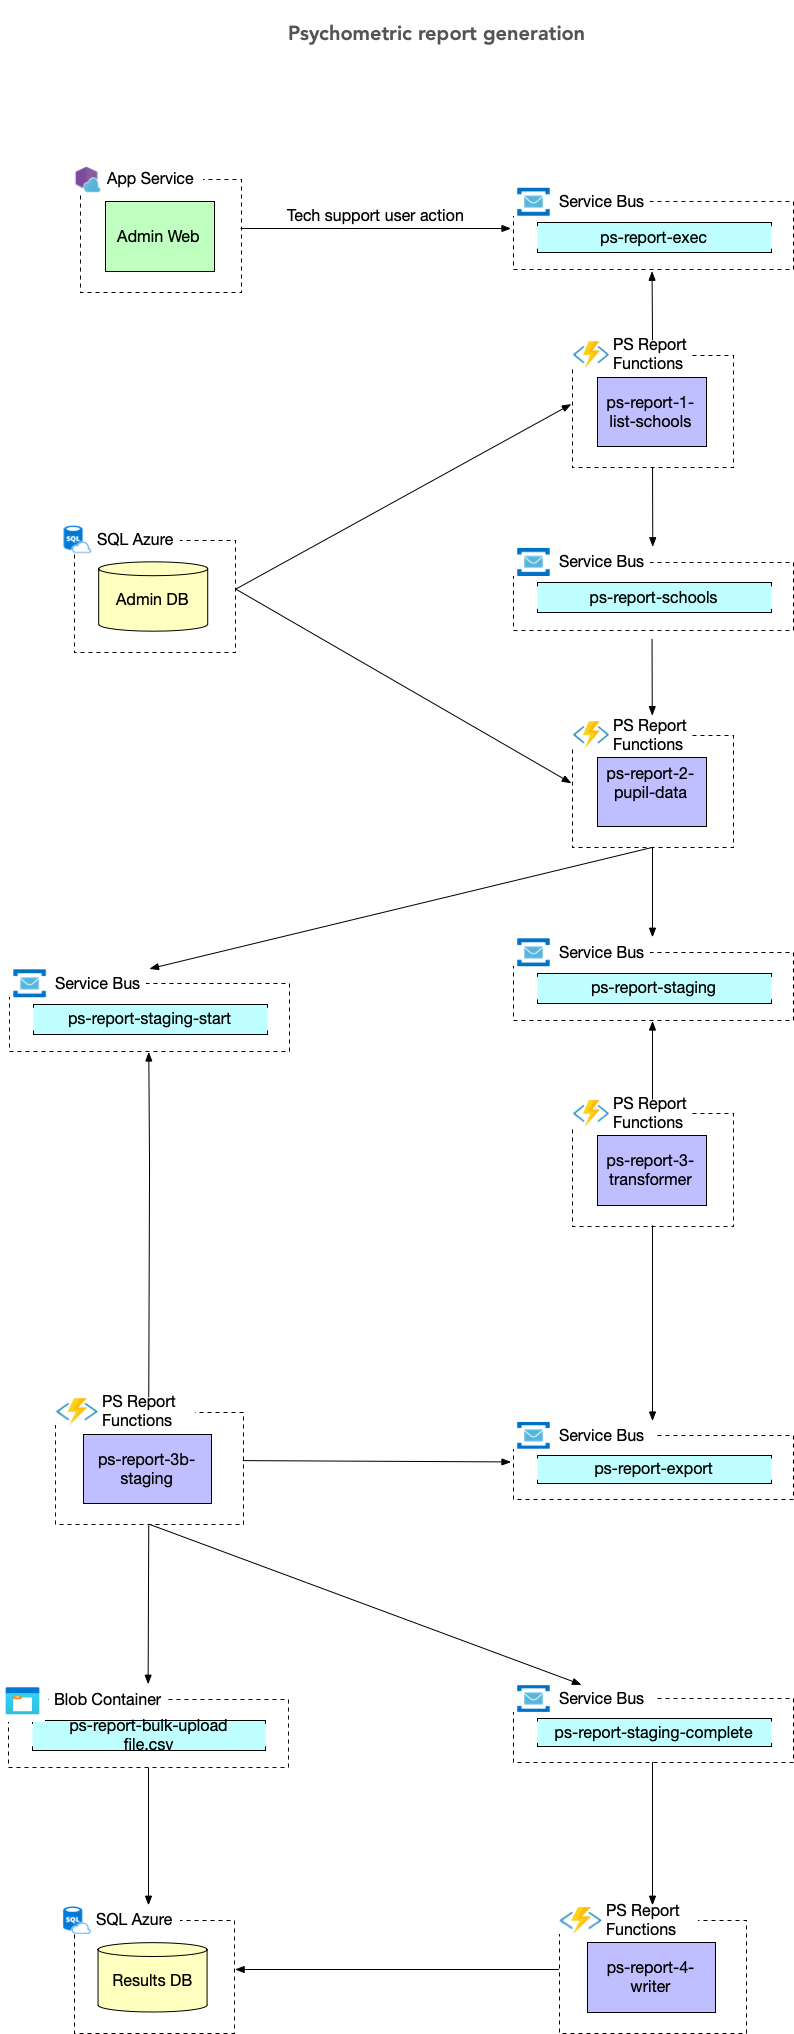 Psychometric report generation
App Service
Admin Web
Tech support user action
Service Bus
ps-report-exec
PS Report
Functions
ps-report-1-
list-schools
SQL Azure
Admin DB
Service Bus
ps-report-schools
PS Report
Functions
ps-report-2-
pupil-data
Service Bus
ps-report-staging-start
Service Bus
ps-report-staging
PS Report
Functions
ps-report-3-
transformer
PS Report
Functions
ps-report-3b-
staging
Service Bus
ps-report-export
Blob Container
ps-report-bulk-upload
file.csv
Service Bus
ps-report-staging-complete
SQL Azure
Results DB
PS Report
Functions
ps-report-4-
writer